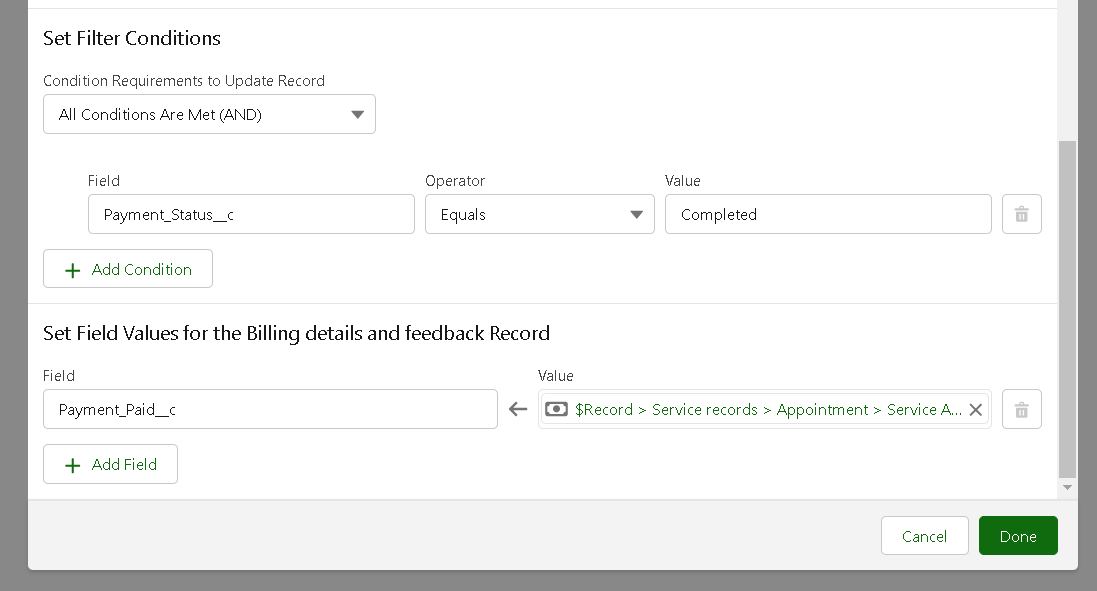 Set Filter Conditions
Condition Requirements to Update Record
All Conditions Are Met (AND)
Field Operator Value
Payment_Status__c Equals Completed
Add Condition
Set Field Values for the Billing details and feedback Record
Field Value
Payment_Paid__c $Record > Service records > Appointment > Service A...
Add Field
Cancel Done